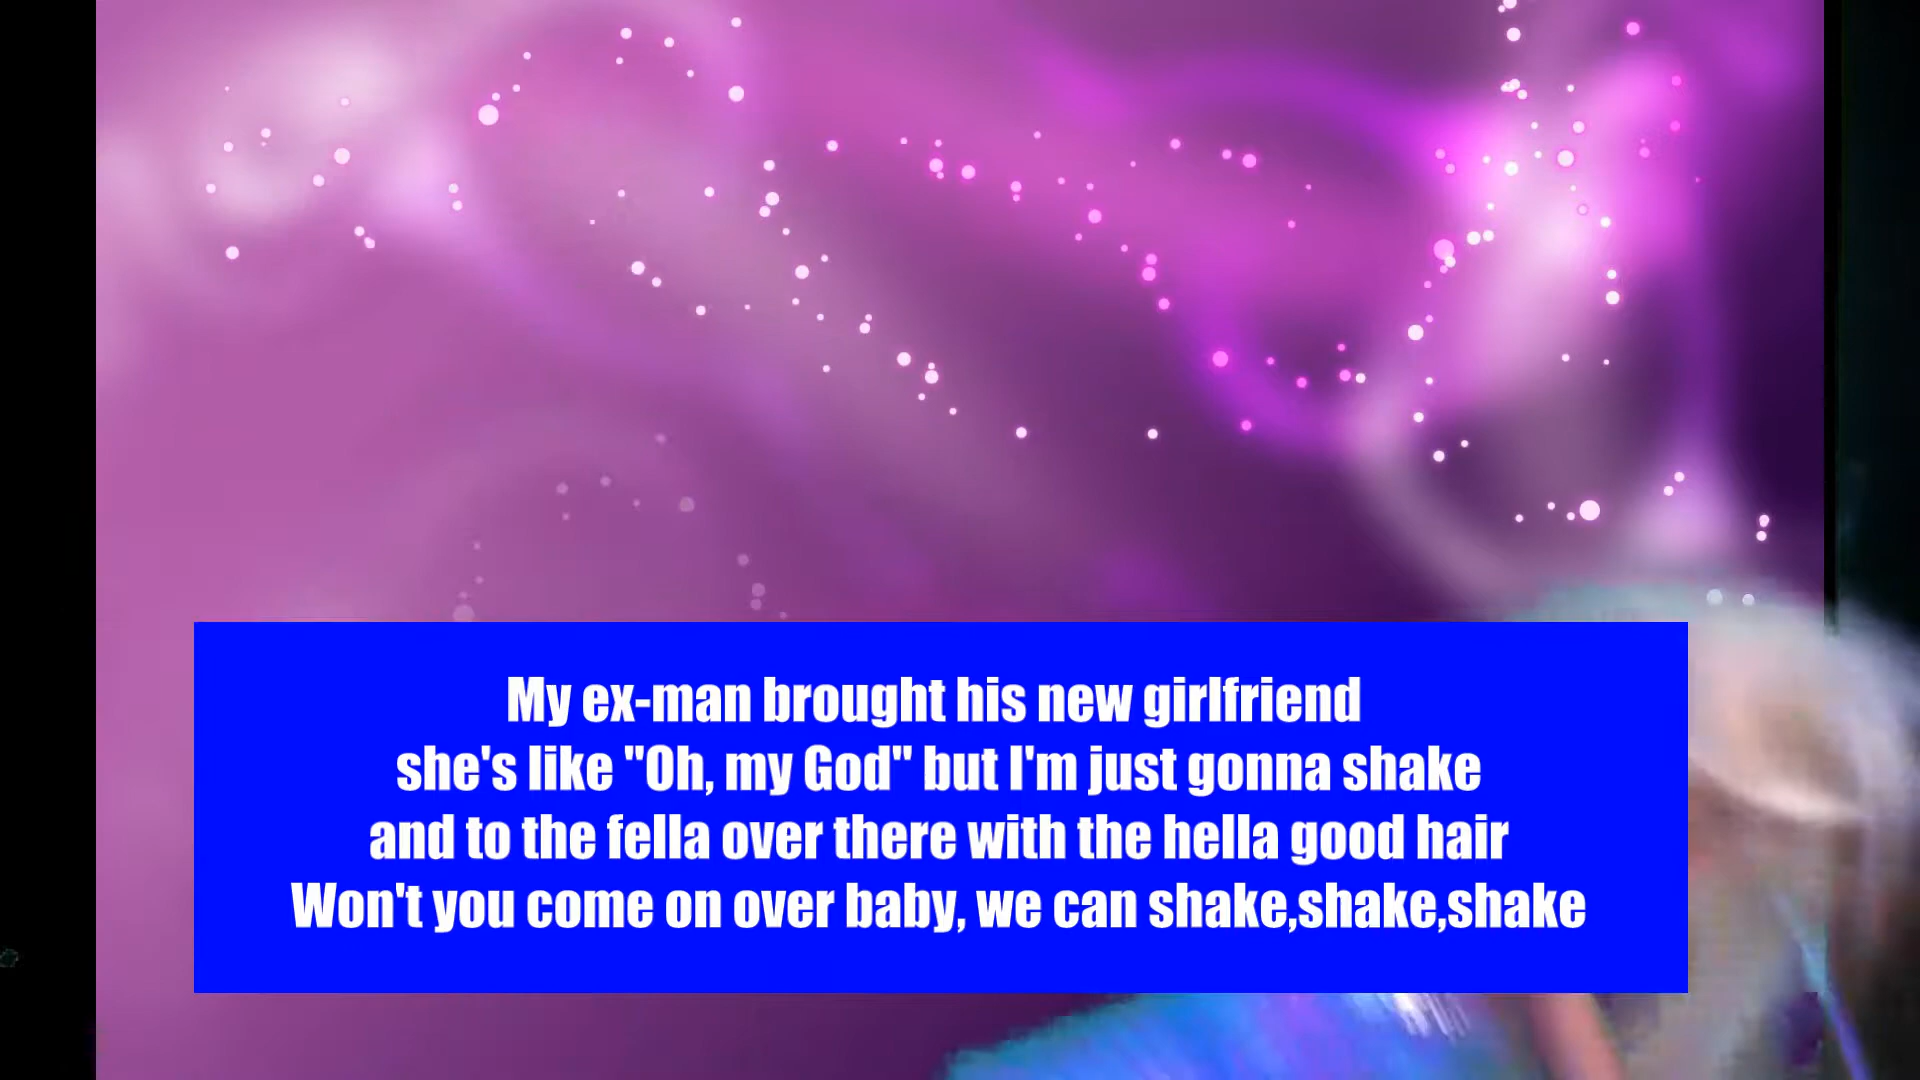 My ex-man brought his new girlfriend
she's like "Oh, my God" but I'm just gonna shake
and to the fella over there with the hella good hair
Won't you come on over baby, we can shake,shake,shake